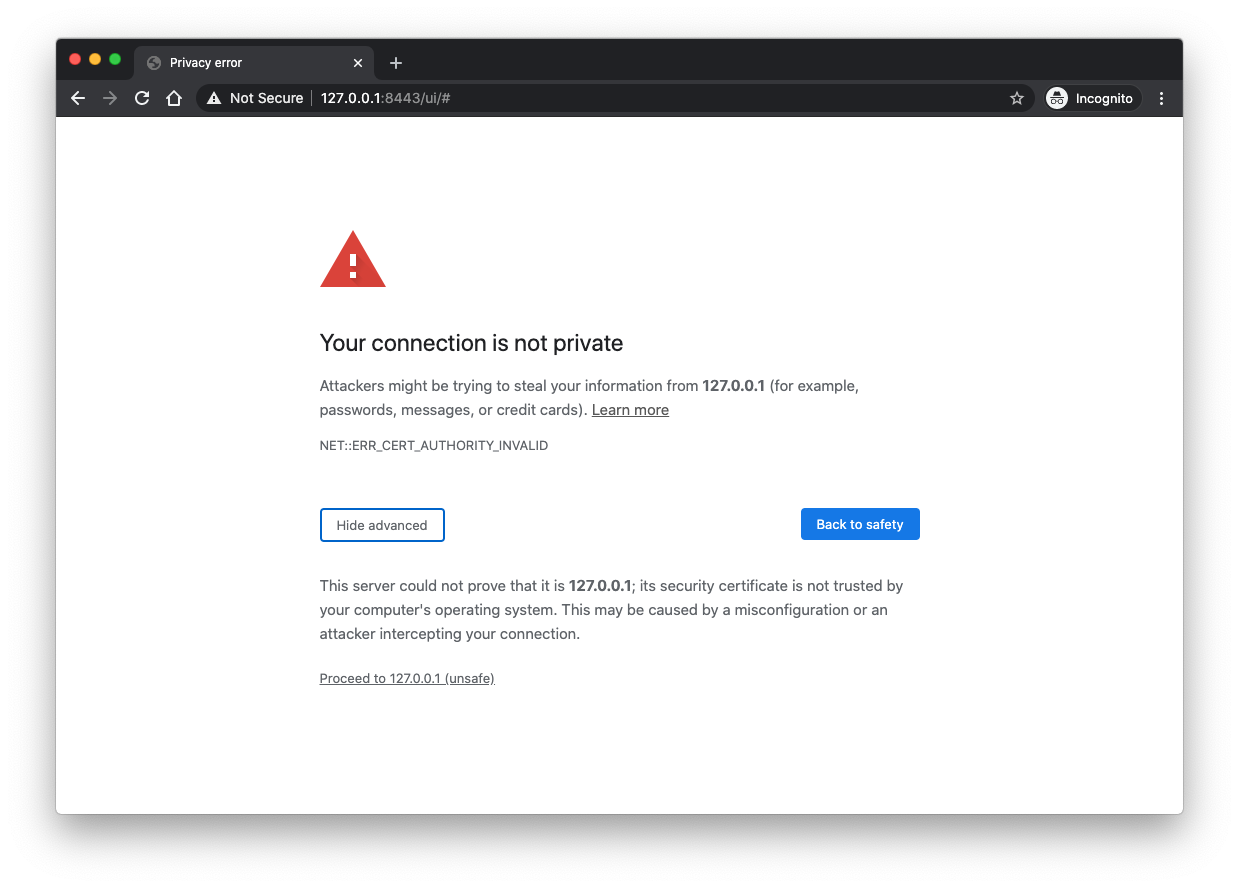 Privacy error
Not Secure
127.0.0.1:8443/ui/#
Incognito
Your connection is not private
Attackers might be trying to steal your information from 127.0.0.1 (for example,
passwords, messages, or credit cards). Learn more
NET::ERR_CERT_AUTHORITY_INVALID
Hide advanced
Back to safety
This server could not prove that it is 127.0.0.1; its security certificate is not trusted by
your computer's operating system. This may be caused by a misconfiguration or an
attacker intercepting your connection.
Proceed to 127.0.0.1 (unsafe)